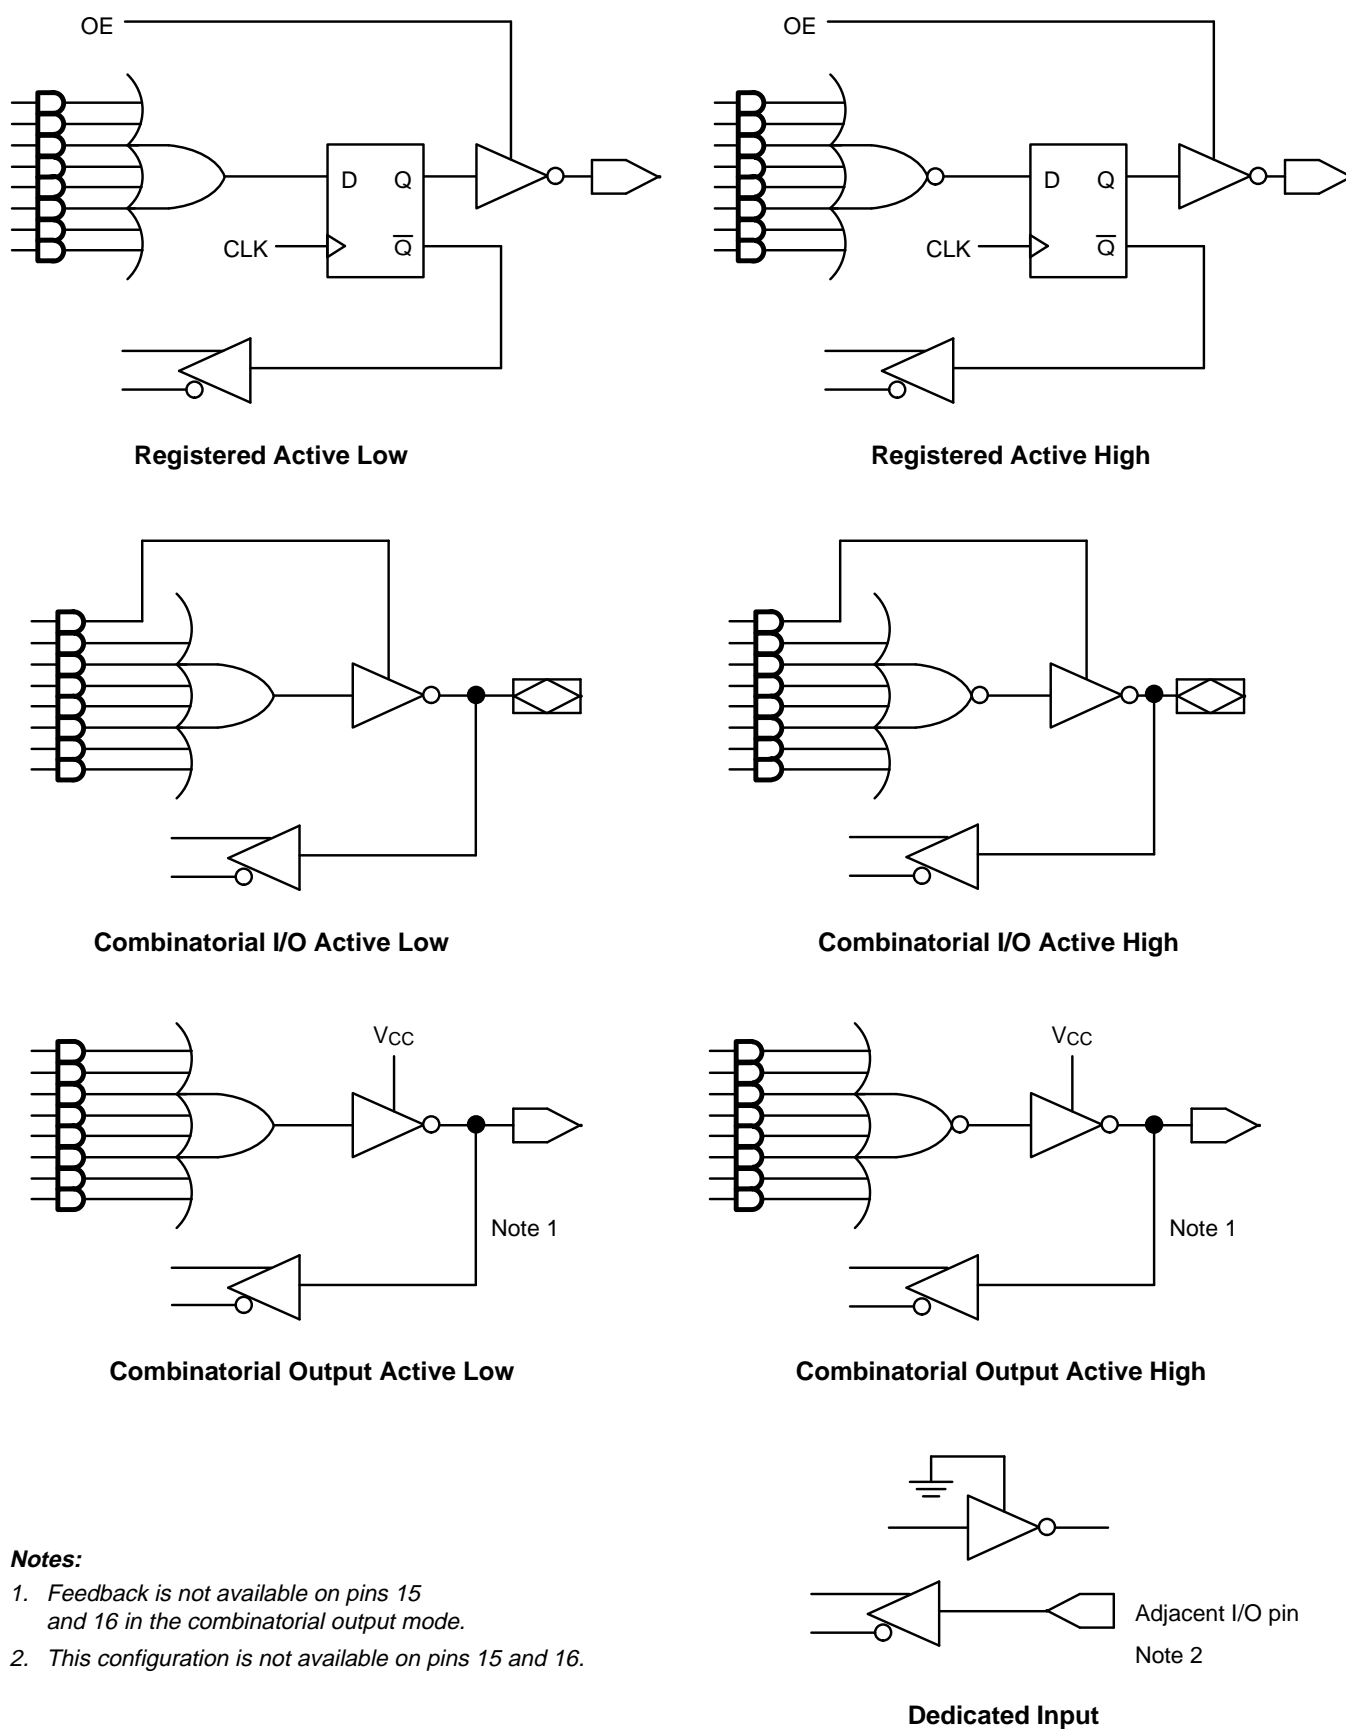 OE
OE
D Q
CLK Q
D Q
CLK Q
Registered Active Low
Registered Active High
Combinatorial I/O Active Low
Combinatorial I/O Active High
VCC
VCC
Note 1
Note 1
Combinatorial Output Active Low
Combinatorial Output Active High
Notes:
1. Feedback is not available on pins 15
and 16 in the combinatorial output mode.
2. This configuration is not available on pins 15 and 16.
Adjacent I/O pin
Note 2
Dedicated Input